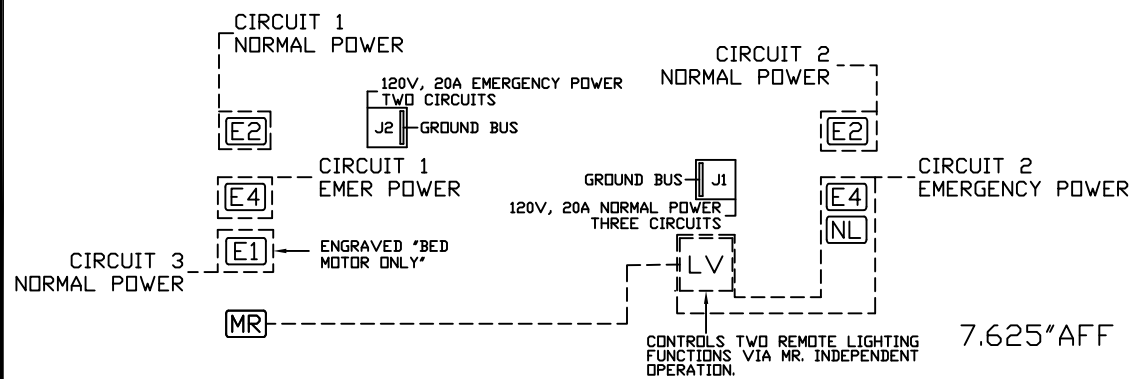 CIRCUIT 1
NORMAL POWER
CIRCUIT 2
NORMAL POWER
120V, 20A EMERGENCY POWER
TWO CIRCUITS
E2
J2
GROUND BUS
E2
CIRCUIT 1
EMER POWER
CIRCUIT 2
EMERGENCY POWER
GROUND BUS
J1
E4
E4
120V, 20A NORMAL POWER
THREE CIRCUITS
NL
E1
ENGRAVED "BED
MOTOR ONLY"
CIRCUIT 3
NORMAL POWER
LV
MR
CONTROLS TWO REMOTE LIGHTING
FUNCTIONS VIA MR. INDEPENDENT
OPERATION.
7.625"AFF